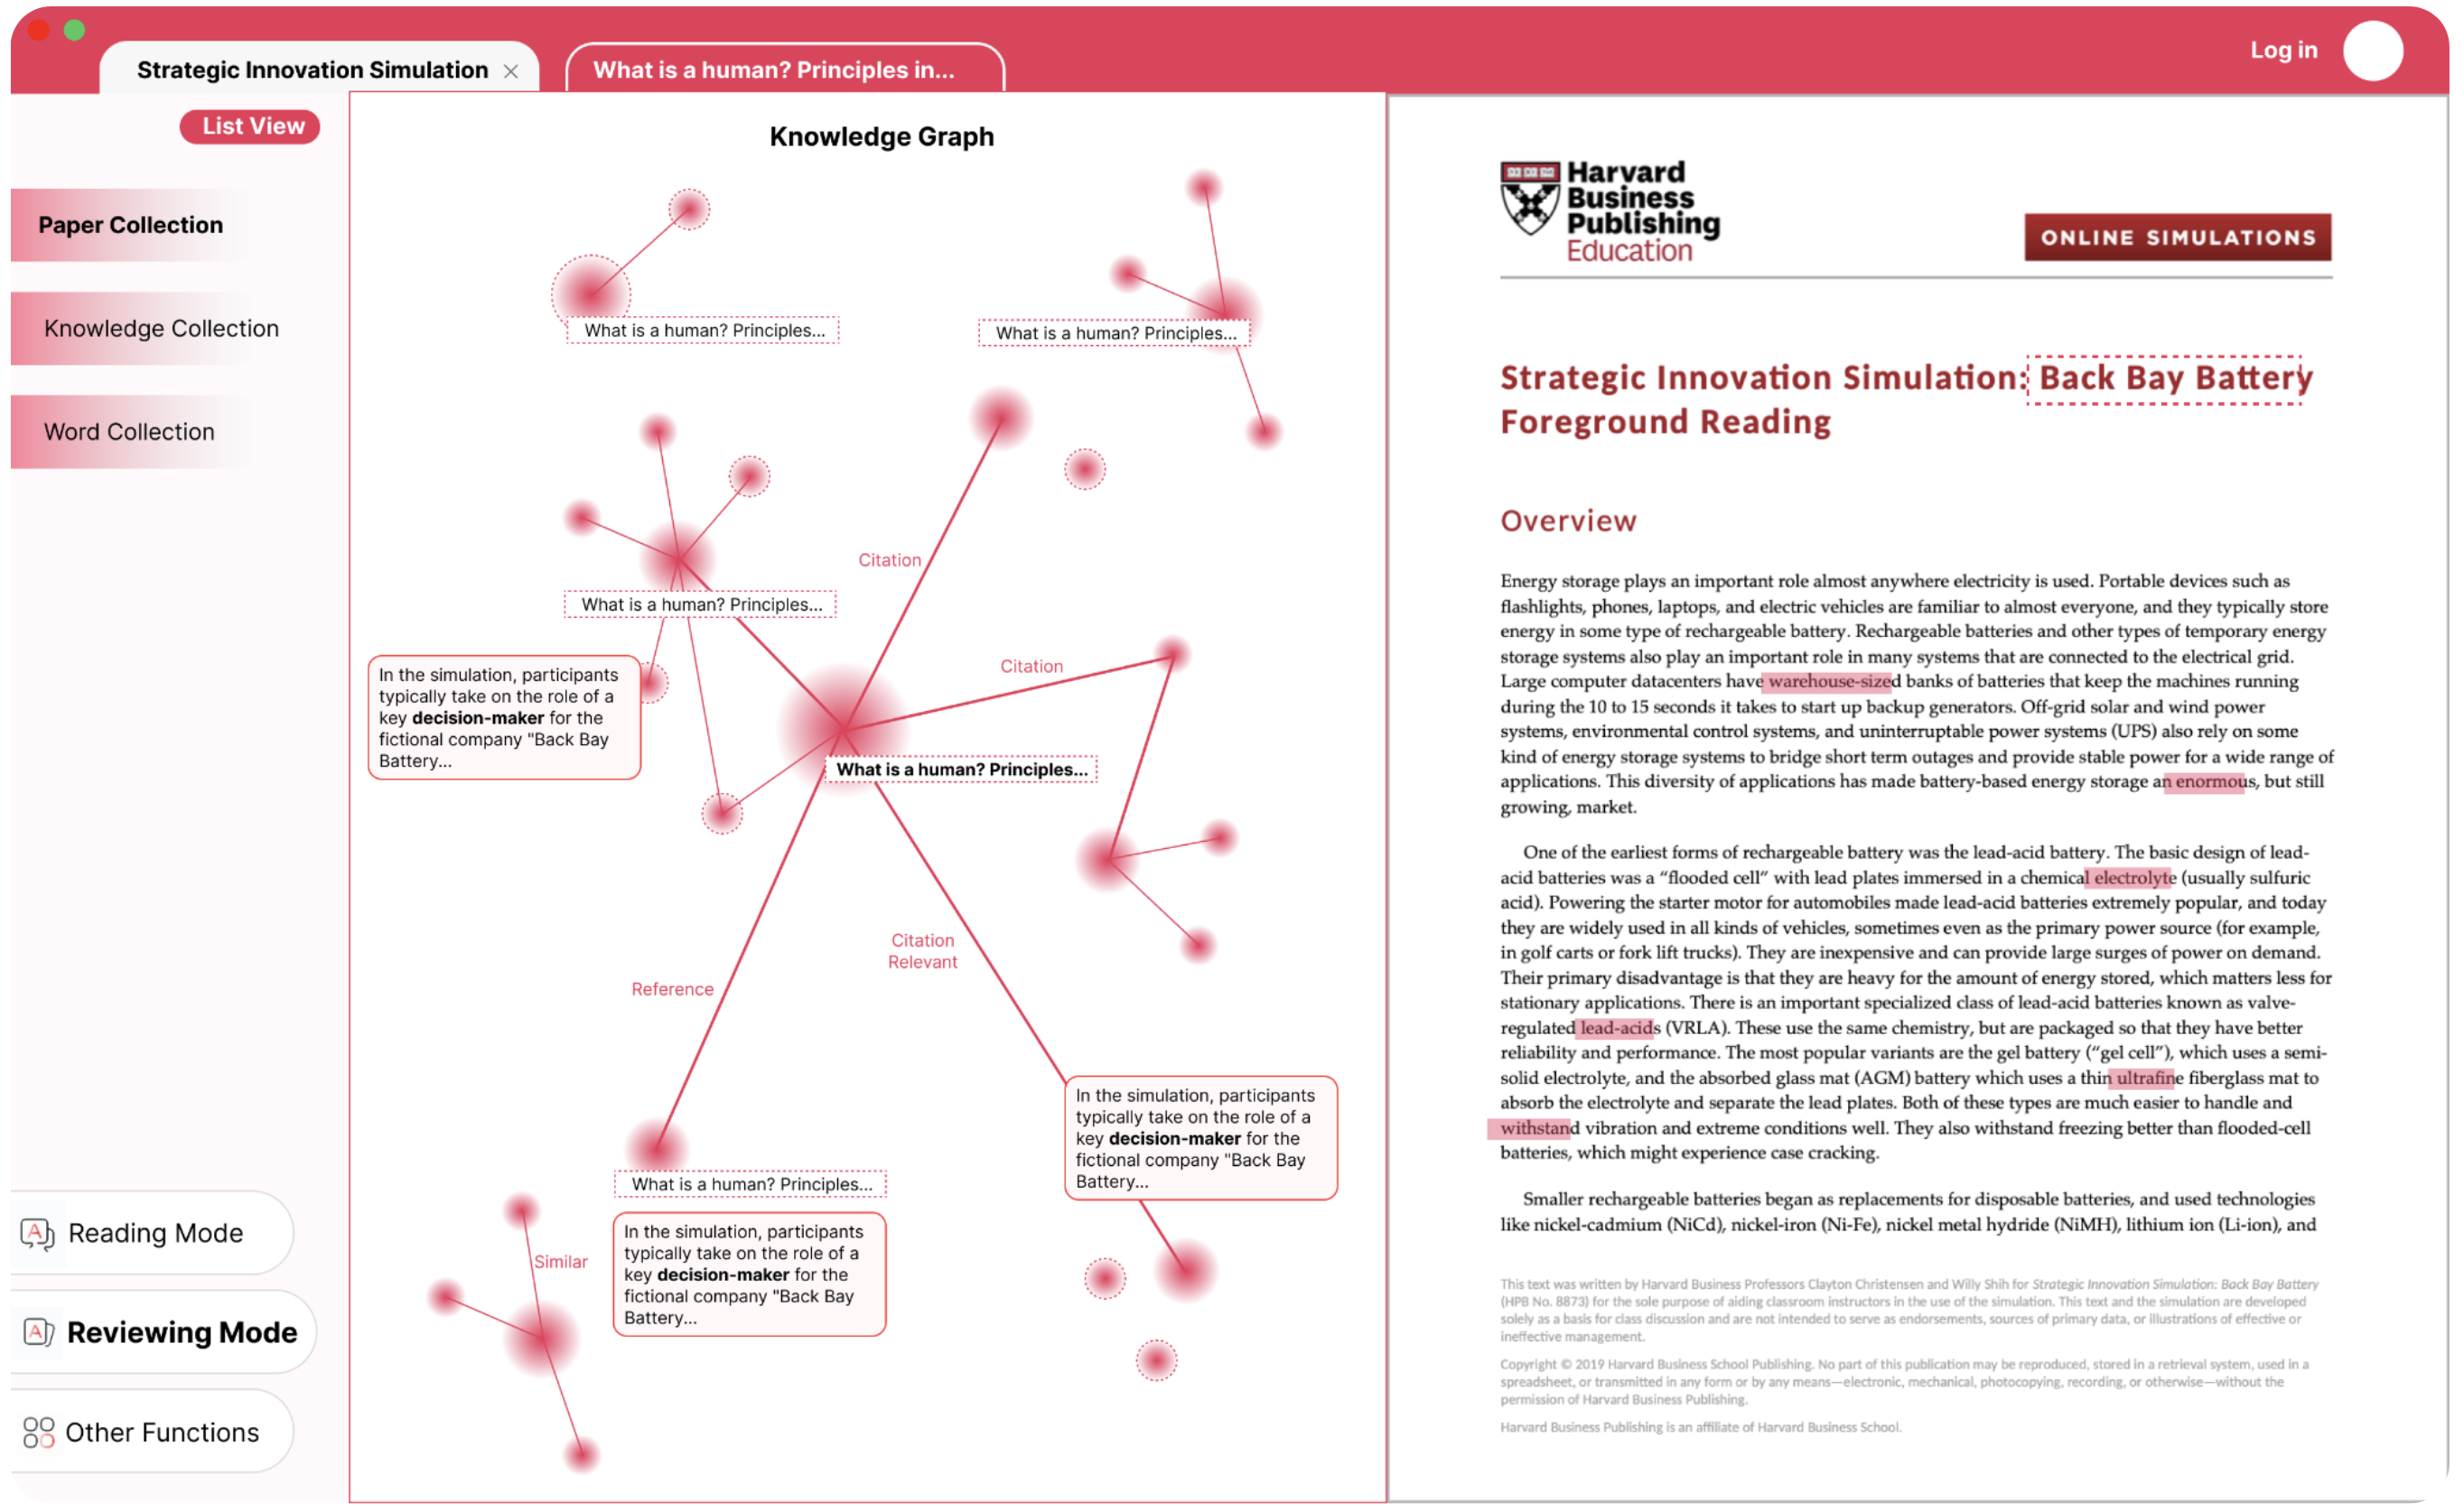 Strategic Innovation Simulation
What is a human? Principles in...
Log in
List View
Paper Collection
Knowledge Collection
Word Collection
Reading Mode
Reviewing Mode
Other Functions
Knowledge Graph
What is a human? Principles...
What is a human? Principles...
Citation
What is a human? Principles...
Citation
In the simulation, participants
typically take on the role of a
key decision-maker for the
fictional company "Back Bay
Battery...
What is a human? Principles...
Citation
Relevant
Reference
In the simulation, participants
typically take on the role of a
key decision-maker for the
fictional company "Back Bay
Battery...
What is a human? Principles...
In the simulation, participants
typically take on the role of a
key decision-maker for the
fictional company "Back Bay
Battery...
Similar
Harvard
Business
Publishing
Education
ONLINE SIMULATIONS
Strategic Innovation Simulation: Back Bay Battery
Foreground Reading
Overview
Energy storage plays an important role almost anywhere electricity is used. Portable devices such as
flashlights, phones, laptops, and electric vehicles are familiar to almost everyone, and they typically store
energy in some type of rechargeable battery. Rechargeable batteries and other types of temporary energy
storage systems also play an important role in many systems that are connected to the electrical grid.
Large computer datacenters have warehouse-sized banks of batteries that keep the machines running
during the 10 to 15 seconds it takes to start up backup generators. Off-grid solar and wind power
systems, environmental control systems, and uninterruptable power systems (UPS) also rely on some
kind of energy storage systems to bridge short term outages and provide stable power for a wide range of
applications. This diversity of applications has made battery-based energy storage an enormous, but still
growing, market.
One of the earliest forms of rechargeable battery was the lead-acid battery. The basic design of lead-
acid batteries was a “flooded cell” with lead plates immersed in a chemical electrolyte (usually sulfuric
acid). Powering the starter motor for automobiles made lead-acid batteries extremely popular, and today
they are widely used in all kinds of vehicles, sometimes even as the primary power source (for example,
in golf carts or fork lift trucks). They are inexpensive and can provide large surges of power on demand.
Their primary disadvantage is that they are heavy for the amount of energy stored, which matters less for
stationary applications. There is an important specialized class of lead-acid batteries known as valve-
regulated lead-acids (VRLA). These use the same chemistry, but are packaged so that they have better
reliability and performance. The most popular variants are the gel battery (“gel cell”), which uses a semi-
solid electrolyte, and the absorbed glass mat (AGM) battery which uses a thin ultrafine fiberglass mat to
absorb the electrolyte and separate the lead plates. Both of these types are much easier to handle and
withstand vibration and extreme conditions well. They also withstand freezing better than flooded-cell
batteries, which might experience case cracking.
Smaller rechargeable batteries began as replacements for disposable batteries, and used technologies
like nickel-cadmium (NiCd), nickel-iron (Ni-Fe), nickel metal hydride (NiMH), lithium ion (Li-ion), and
This text was written by Harvard Business Professors Clayton Christensen and Willy Shih for Strategic Innovation Simulation: Back Bay Battery
(HPB No. 8873) for the sole purpose of aiding classroom instructors in the use of the simulation. This text and the simulation are developed
solely as a basis for class discussion and are not intended to serve as endorsements, sources of primary data, or illustrations of effective or
ineffective management.
Copyright © 2019 Harvard Business School Publishing. No part of this publication may be reproduced, stored in a retrieval system, used in a
spreadsheet, or transmitted in any form or by any means—electronic, mechanical, photocopying, recording, or otherwise—without the
permission of Harvard Business Publishing.
Harvard Business Publishing is an affiliate of Harvard Business School.